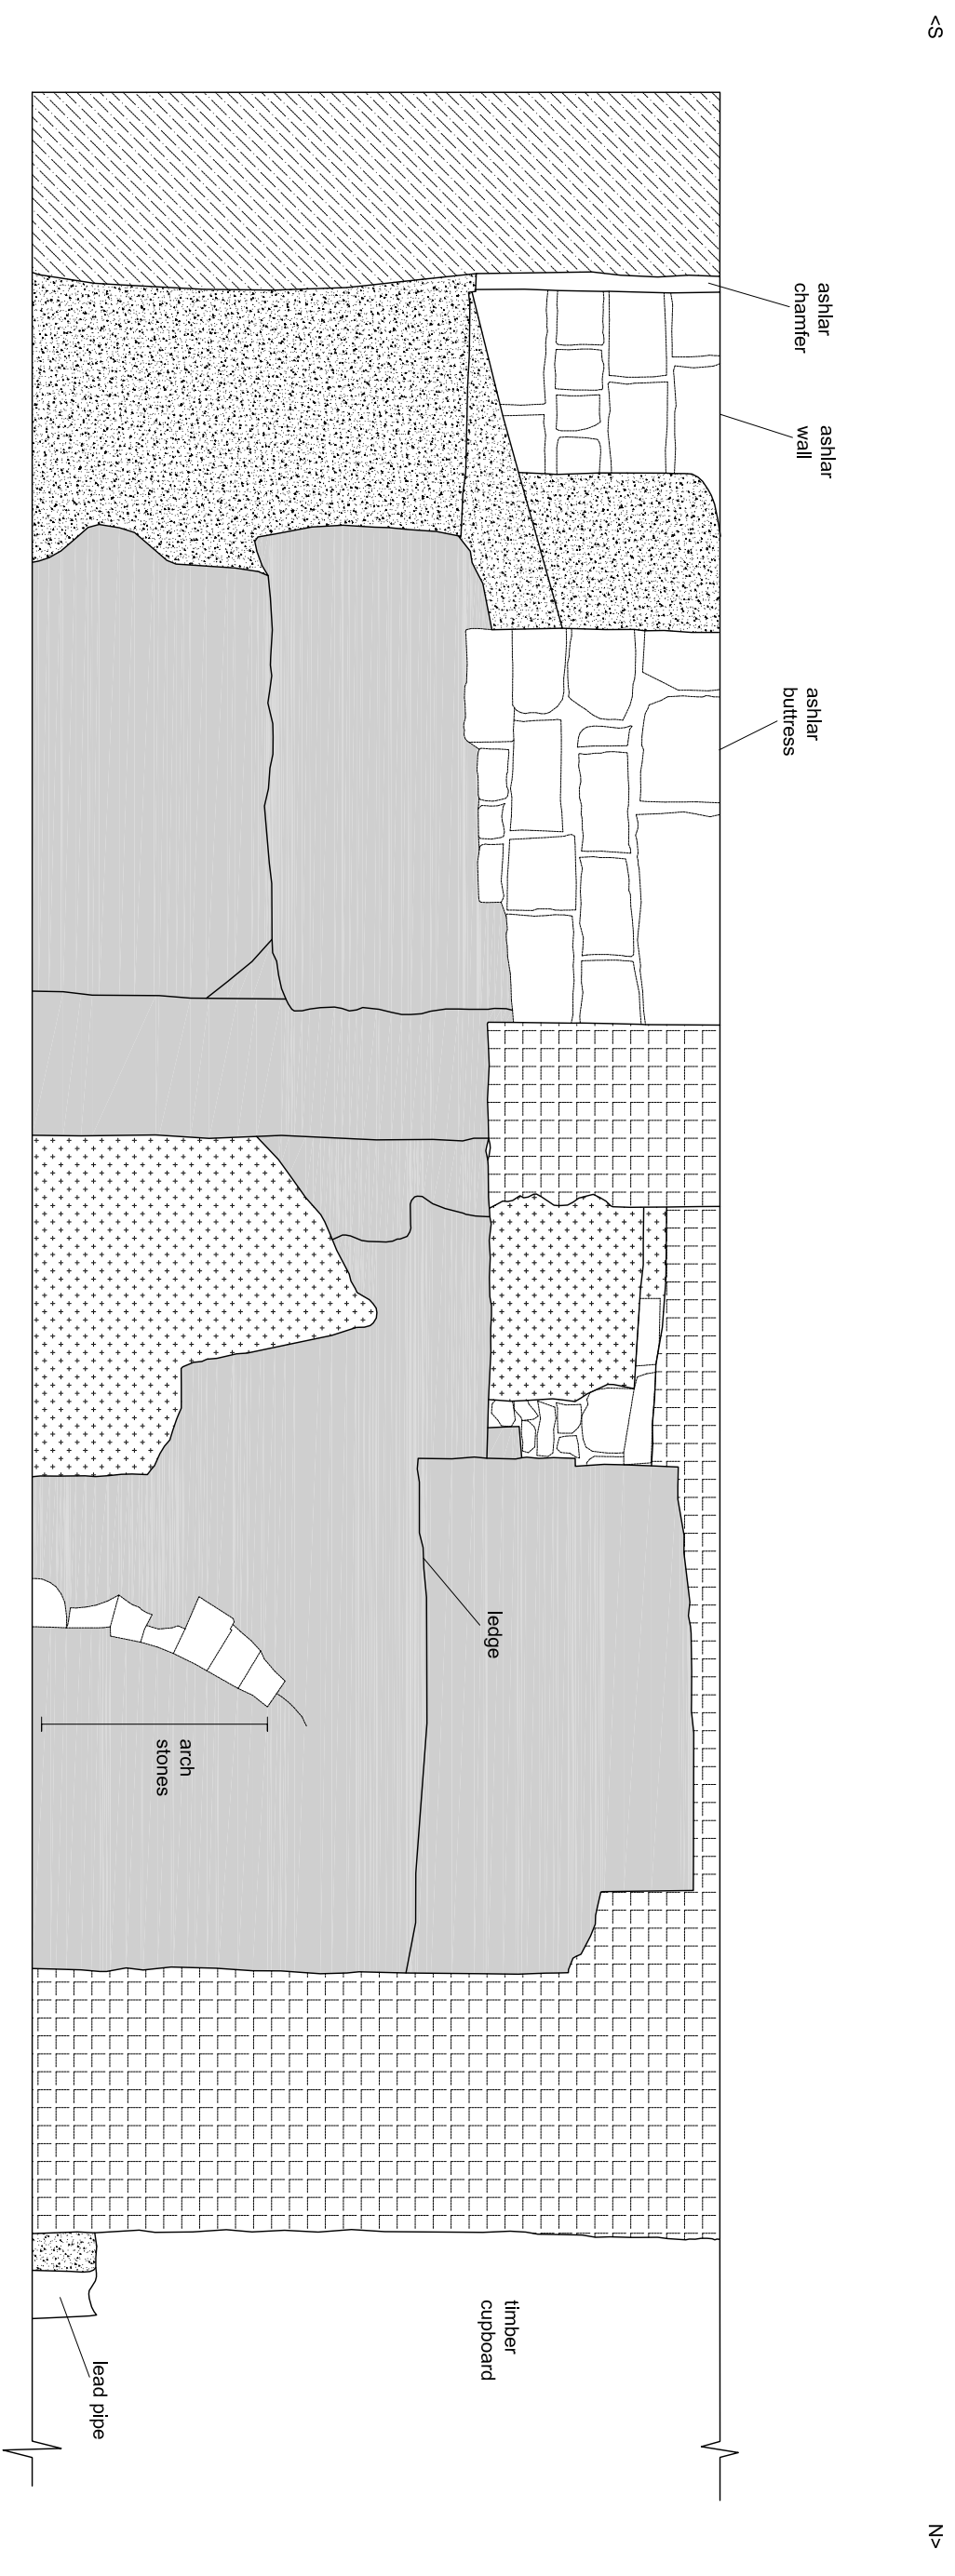 <S
N>
ashlar
chamfer
ashlar
wall
ashlar
buttress
ledge
arch
stones
timber
cupboard
lead pipe